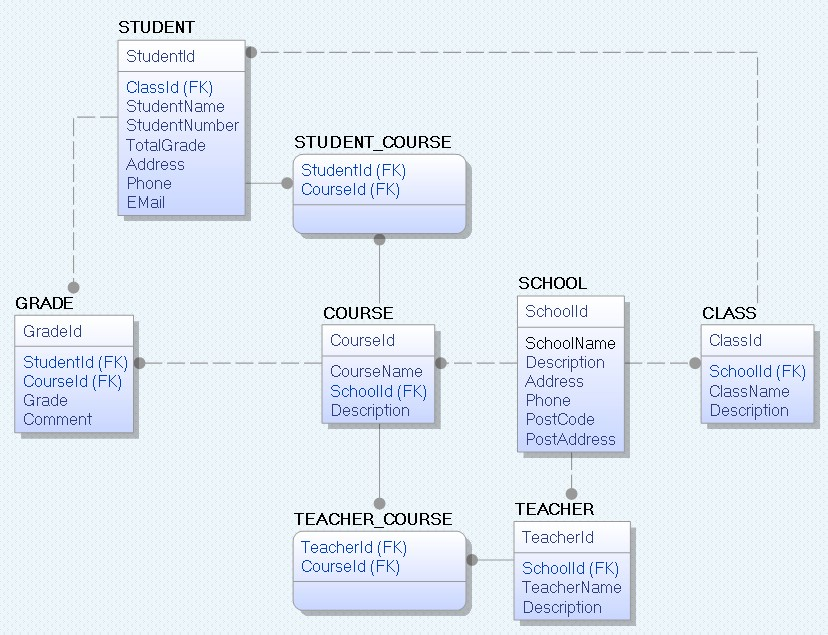 STUDENT
StudentId
ClassId (FK)
StudentName
StudentNumber
TotalGrade
Address
Phone
EMail
STUDENT_COURSE
StudentId (FK)
CourseId (FK)
GRADE
GradeId
StudentId (FK)
CourseId (FK)
Grade
Comment
COURSE
CourseId
CourseName
SchoolId (FK)
Description
SCHOOL
SchoolId
SchoolName
Description
Address
Phone
PostCode
PostAddress
CLASS
ClassId
SchoolId (FK)
ClassName
Description
TEACHER_COURSE
TeacherId (FK)
CourseId (FK)
TEACHER
TeacherId
SchoolId (FK)
TeacherName
Description